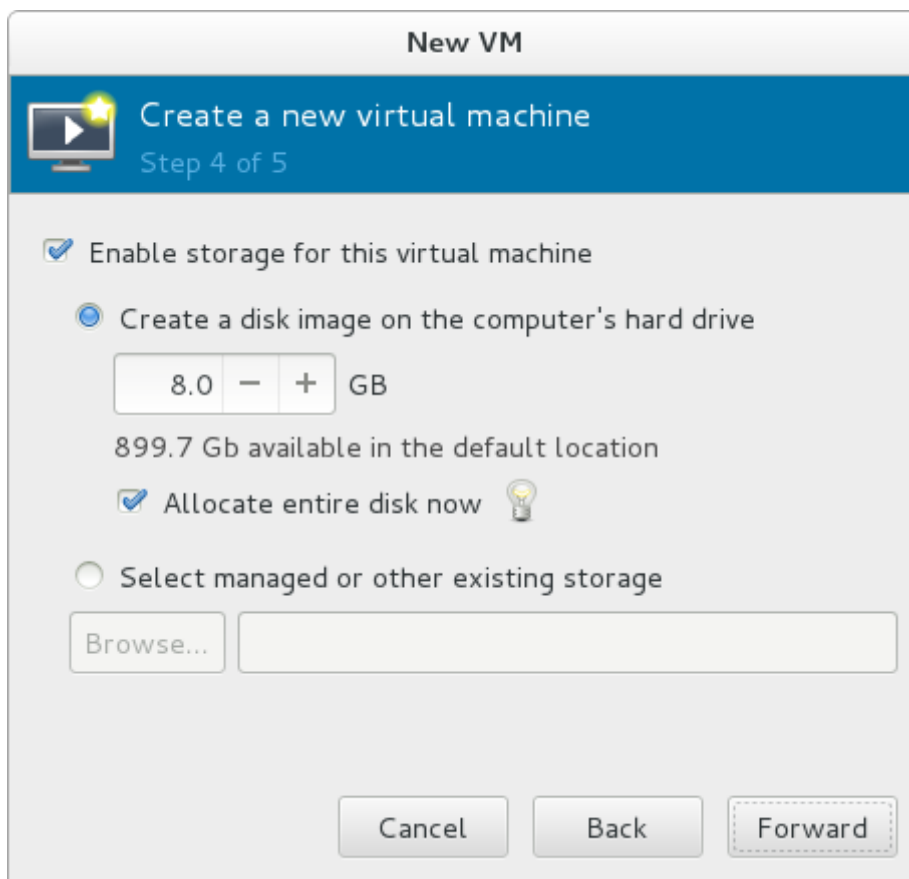 New VM
Create a new virtual machine
Step 4 of 5
Enable storage for this virtual machine
Create a disk image on the computer's hard drive
8.0 − + GB
899.7 Gb available in the default location
Allocate entire disk now
Select managed or other existing storage
Browse...
Cancel Back Forward